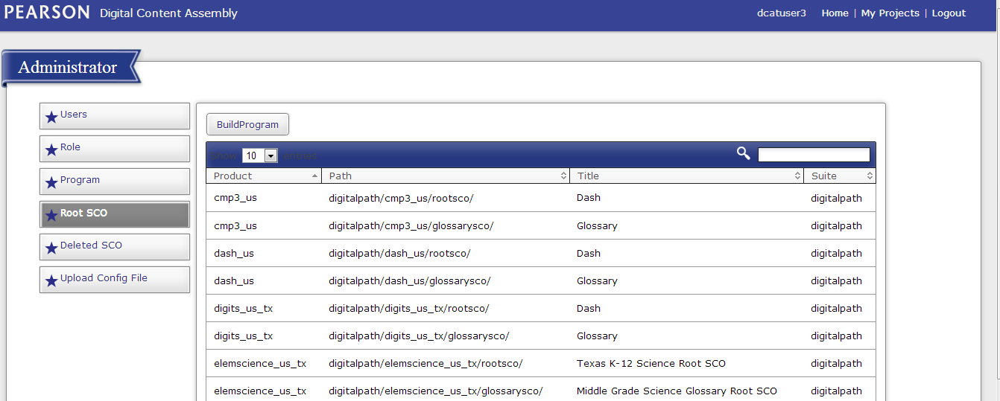 PEARSON Digital Content Assembly dcatuser3 Home | My Projects | Logout
Administrator
Users
Role
Program
Root SCO
Deleted SCO
Upload Config File
BuildProgram
Show 10 entries
Product Path Title Suite
cmp3_us digitalpath/cmp3_us/rootsco/ Dash digitalpath
cmp3_us digitalpath/cmp3_us/glossarysco/ Glossary digitalpath
dash_us digitalpath/dash_us/rootsco/ Dash digitalpath
dash_us digitalpath/dash_us/glossarysco/ Glossary digitalpath
digits_us_tx digitalpath/digits_us_tx/rootsco/ Dash digitalpath
digits_us_tx digitalpath/digits_us_tx/glossarysco/ Glossary digitalpath
elemscience_us_tx digitalpath/elemscience_us_tx/rootsco/ Texas K-12 Science Root SCO digitalpath
elemscience_us_tx digitalpath/elemscience_us_tx/glossarysco/ Middle Grade Science Glossary Root SCO digitalpath